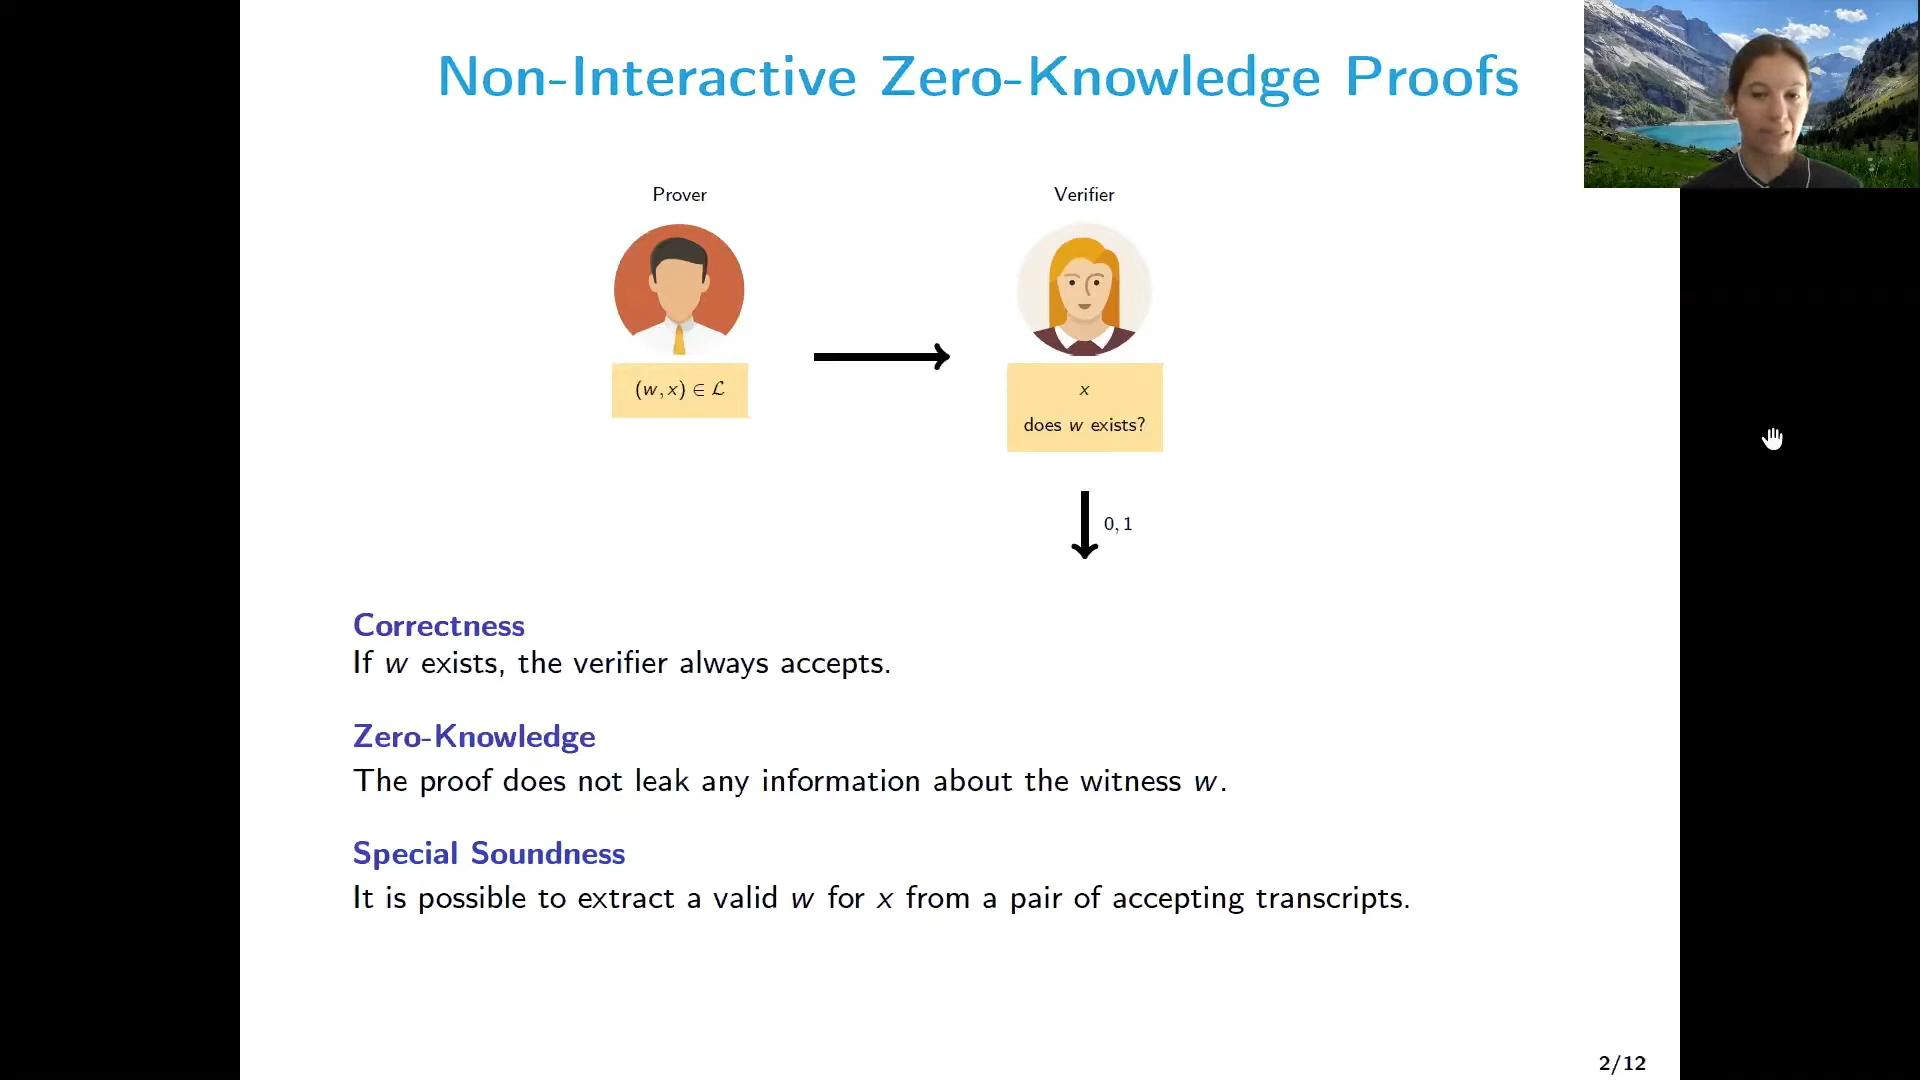 Non-Interactive Zero-Knowledge Proofs
Prover
Verifier
(w, x) ∈ ℒ
x
does w exists?
0, 1
Correctness
If w exists, the verifier always accepts.
Zero-Knowledge
The proof does not leak any information about the witness w.
Special Soundness
It is possible to extract a valid w for x from a pair of accepting transcripts.
2/12